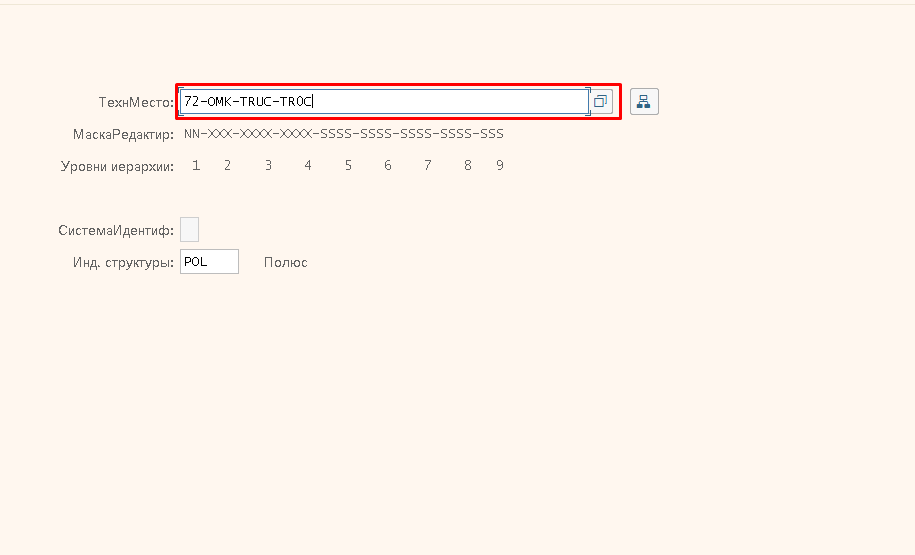 ТехнМесто: 72-OMK-TRUC-TROC
МаскаРедактир: NN-XXX-XXXX-XXXX-SSSS-SSSS-SSSS-SSSS-SSS
Уровни иерархии: 1 2 3 4 5 6 7 8 9
СистемаИдентиф:
Инд. структуры: POL Полюс